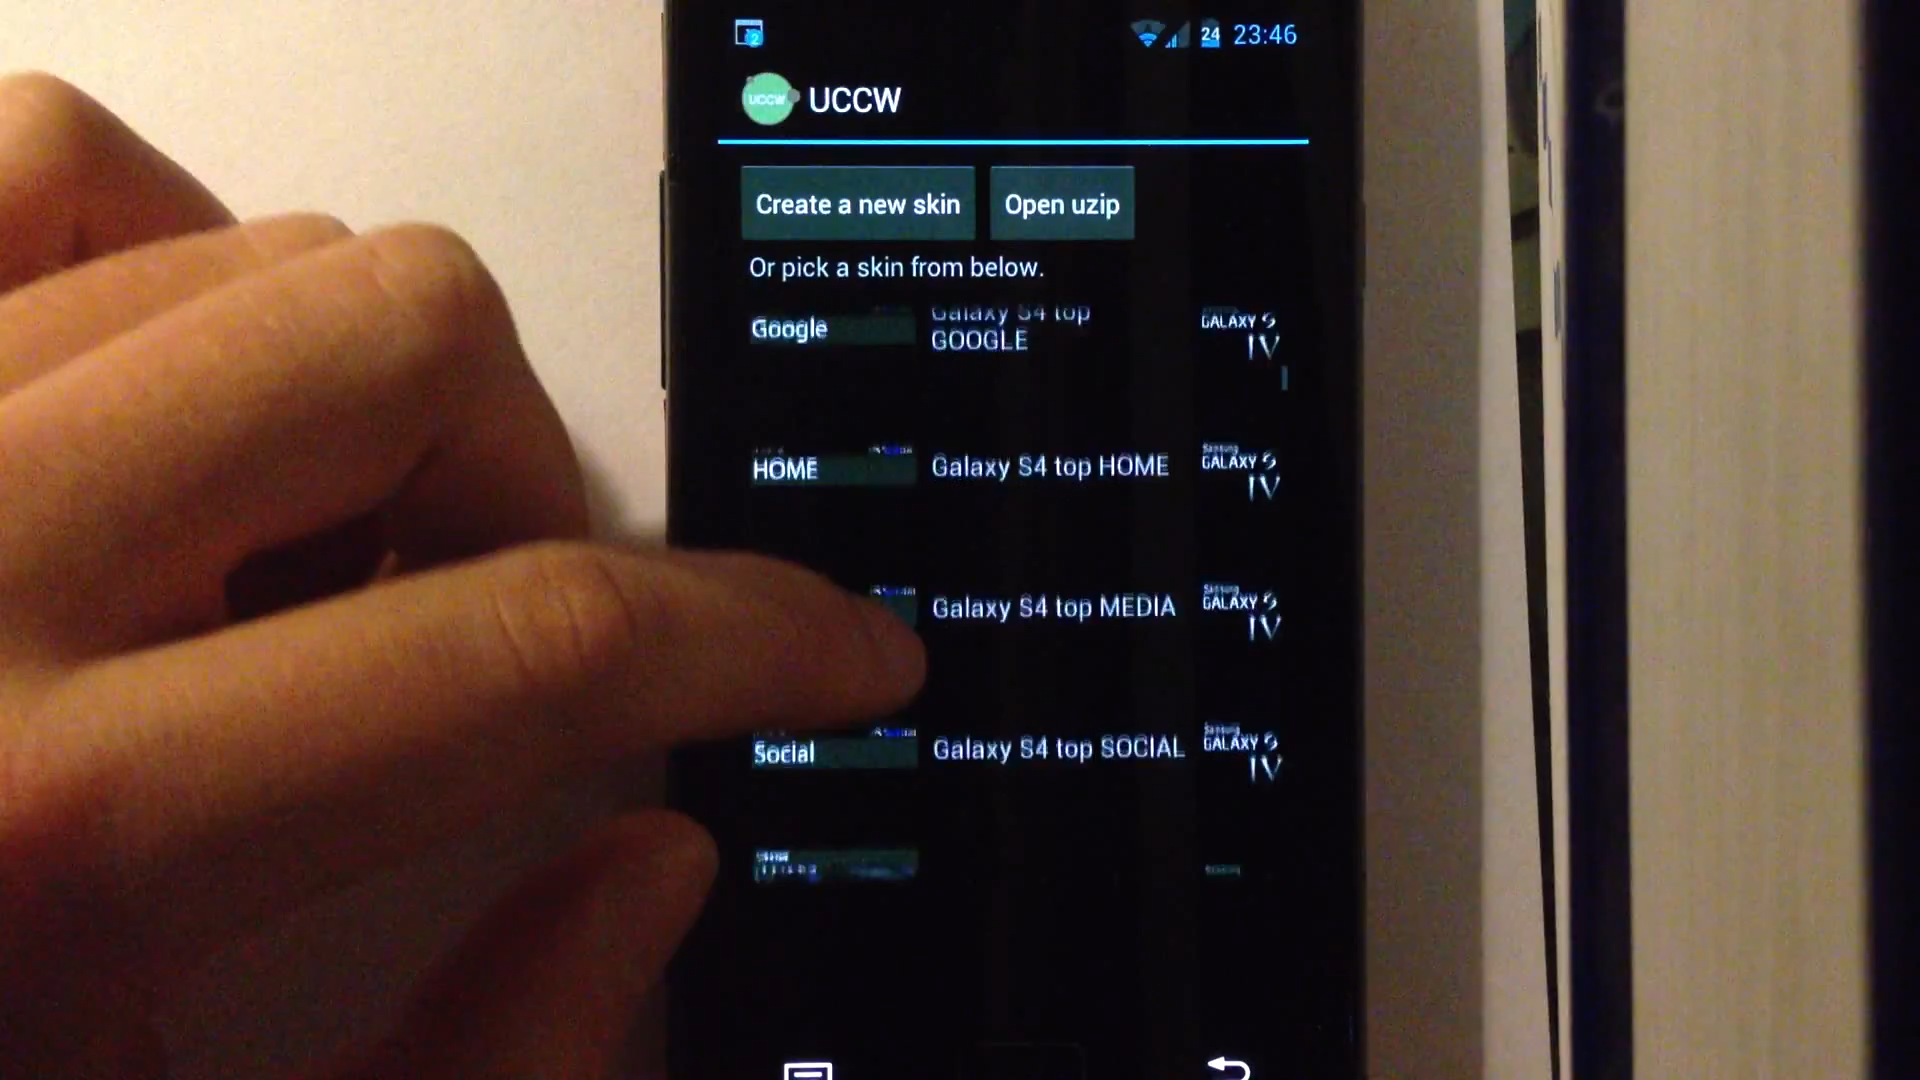 24 23:46
UCCW UCCW
Create a new skin Open uzip
Or pick a skin from below.
Google Galaxy S4 top GOOGLE GALAXY S IV
HOME Galaxy S4 top HOME Samsung GALAXY S IV
Galaxy S4 top MEDIA Samsung GALAXY S IV
Social Galaxy S4 top SOCIAL Samsung GALAXY S IV